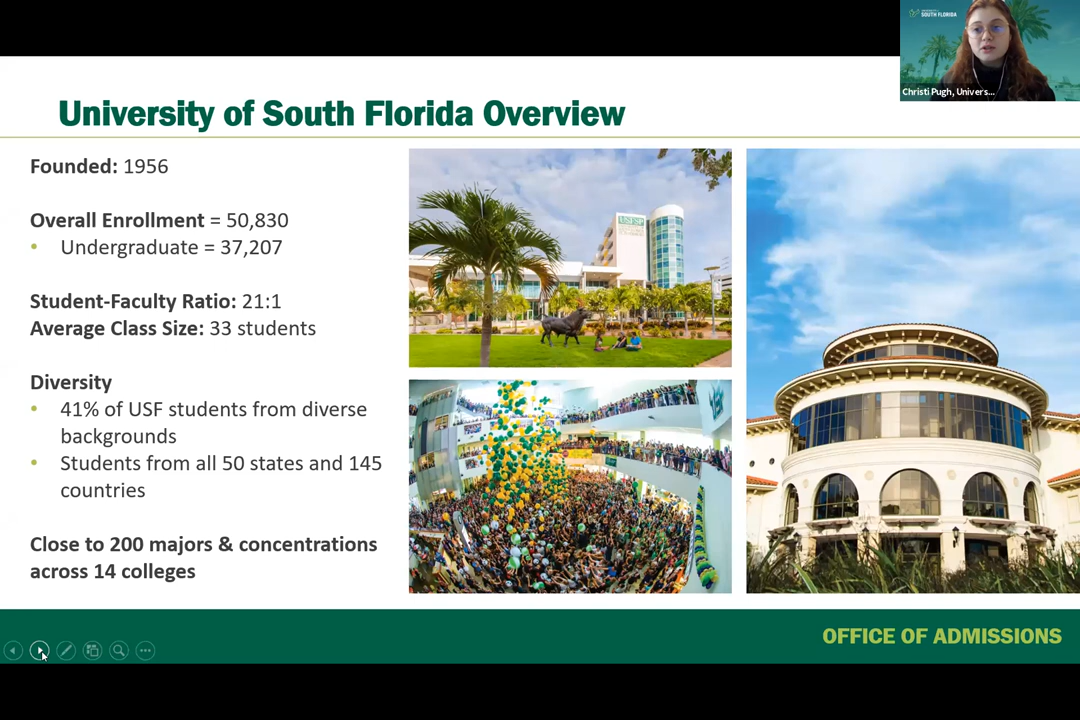 UNIVERSITY of
SOUTH FLORIDA
Christi Pugh, Univers...
University of South Florida Overview
Founded: 1956
Overall Enrollment = 50,830
• Undergraduate = 37,207
Student-Faculty Ratio: 21:1
Average Class Size: 33 students
Diversity
• 41% of USF students from diverse
backgrounds
• Students from all 50 states and 145
countries
Close to 200 majors & concentrations
across 14 colleges
OFFICE OF ADMISSIONS